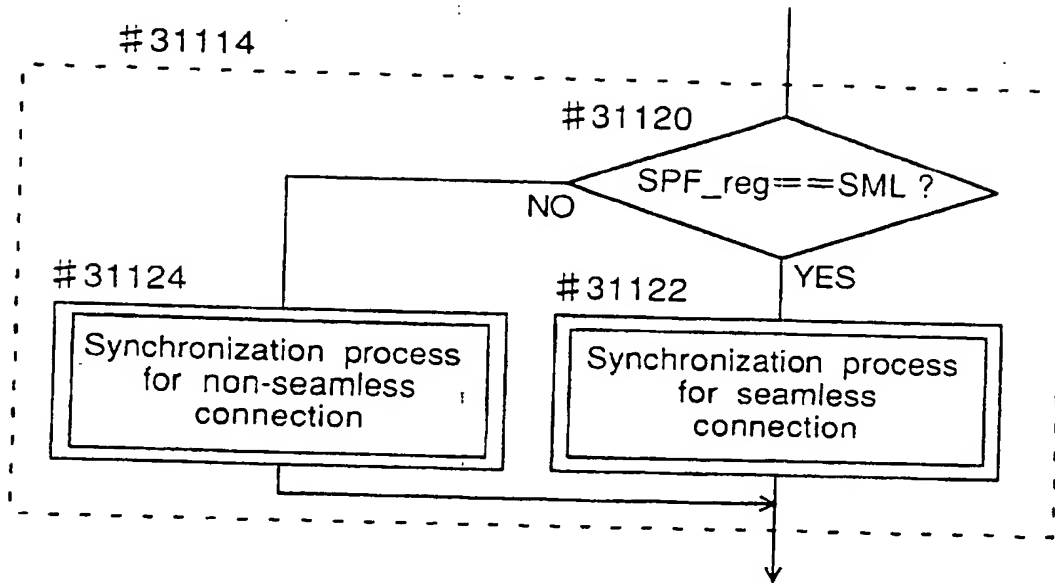 #31114
#31120
SPF_reg==SML ?
NO
YES
#31124
#31122
Synchronization process
for non-seamless
connection
Synchronization process
for seamless
connection